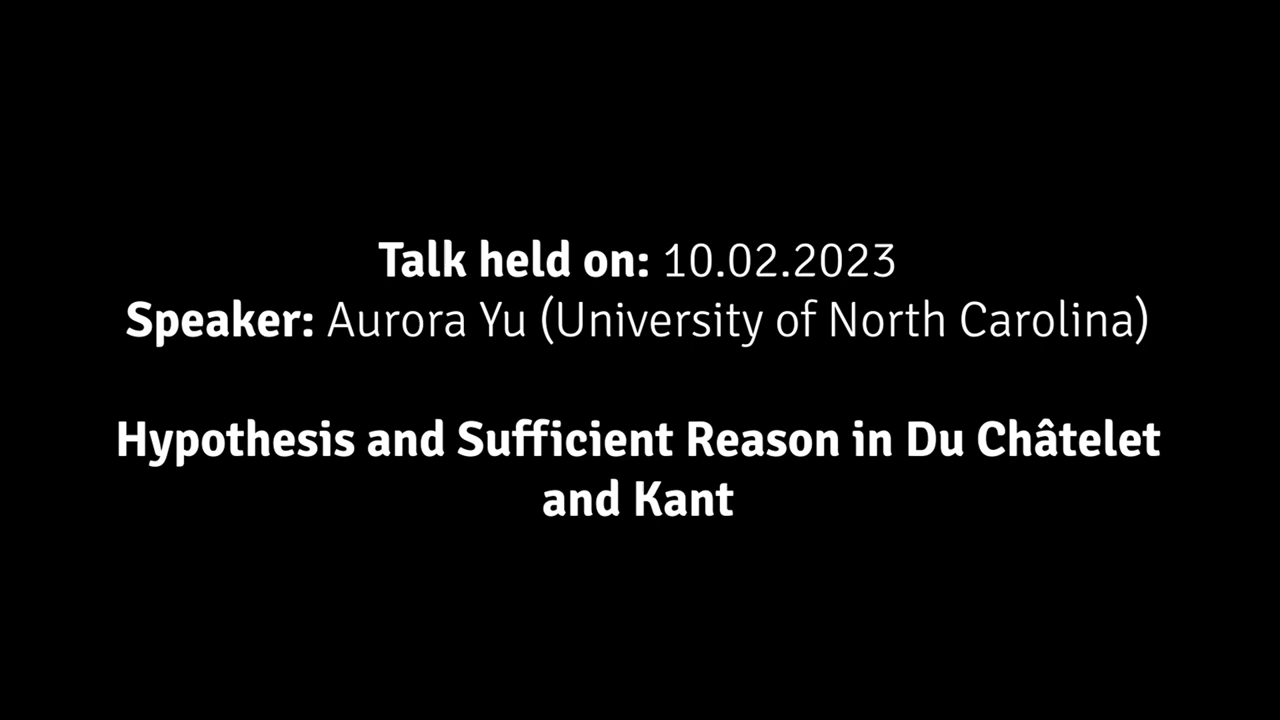 Talk held on: 10.02.2023
Speaker: Aurora Yu (University of North Carolina)
Hypothesis and Sufficient Reason in Du Châtelet
and Kant